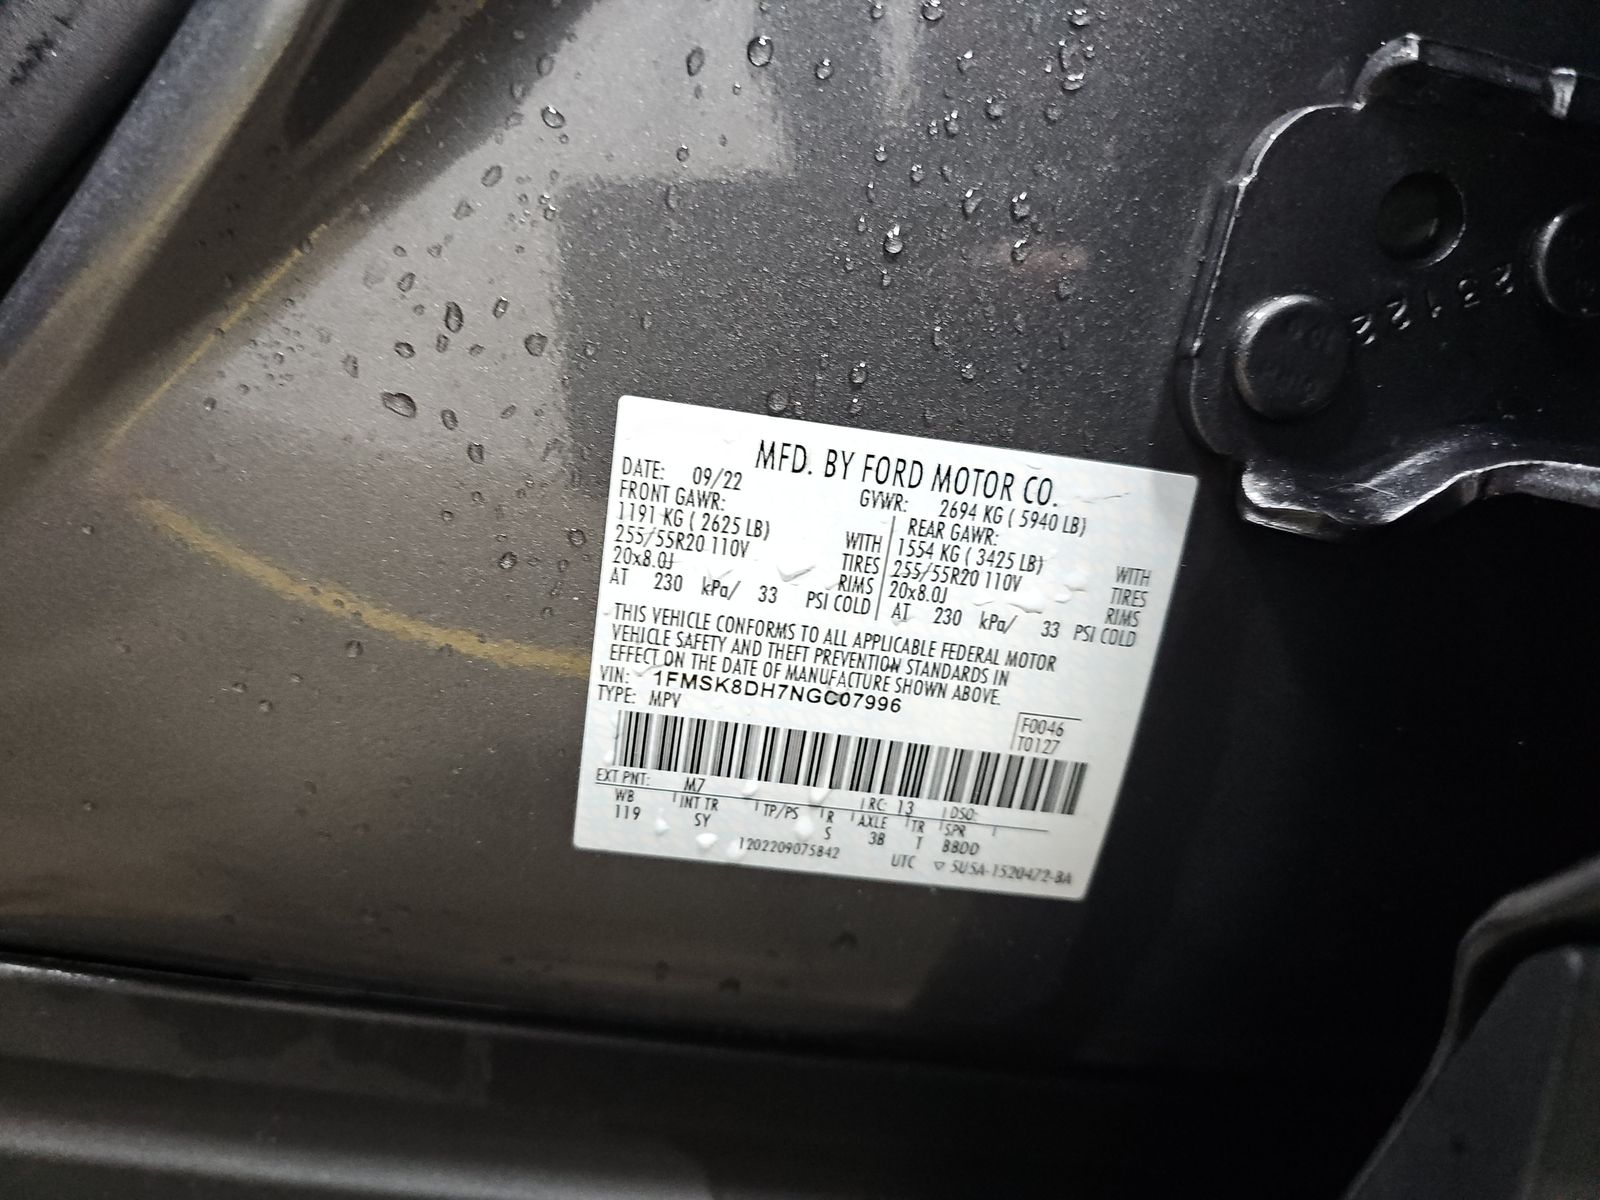 MFD. BY FORD MOTOR CO.
DATE: 09/22 GVWR: 2694 KG ( 5940 LB)
FRONT GAWR: REAR GAWR:
1191 KG ( 2625 LB) WITH 1554 KG ( 3425 LB) WITH
255/55R20 110V TIRES 255/55R20 110V TIRES
20x8.0J RIMS 20x8.0J RIMS
AT 230 kPa/ 33 PSI COLD AT 230 kPa/ 33 PSI COLD
THIS VEHICLE CONFORMS TO ALL APPLICABLE FEDERAL MOTOR
VEHICLE SAFETY AND THEFT PREVENTION STANDARDS IN
EFFECT ON THE DATE OF MANUFACTURE SHOWN ABOVE.
VIN: 1FMSK8DH7NGC07996
TYPE: MPV
F0046
T0127
EXT PNT: M7 RC: 13 DSO:
WB INT TR TP/PS R AXLE TR SPR
119 SY S 3B T BBDD
1202209075842 UTC ▽ 5U5A-1520472-BA
23122